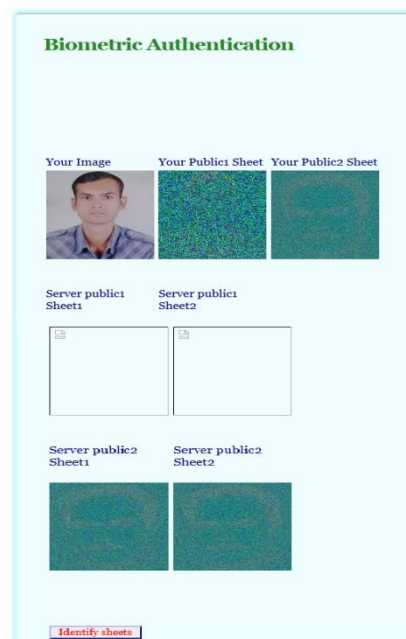 Biometric Authentication
Your Image Your Public1 Sheet Your Public2 Sheet
Server public1 Server public1
Sheet1 Sheet2
Server public2 Server public2
Sheet1 Sheet2
Identify sheets